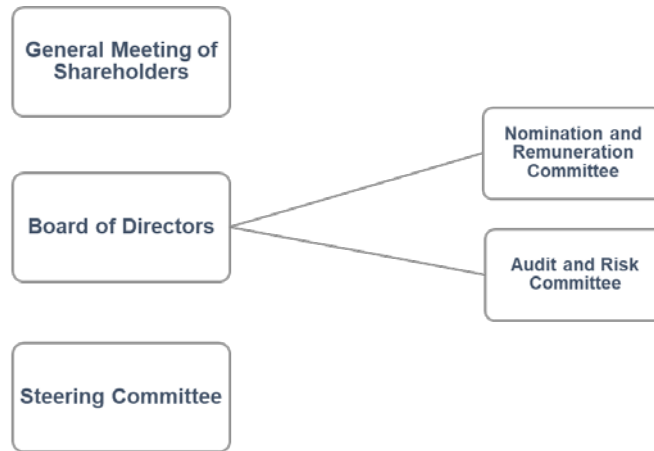 General Meeting of
Shareholders
Nomination and
Remuneration
Committee
Board of Directors
Audit and Risk
Committee
Steering Committee